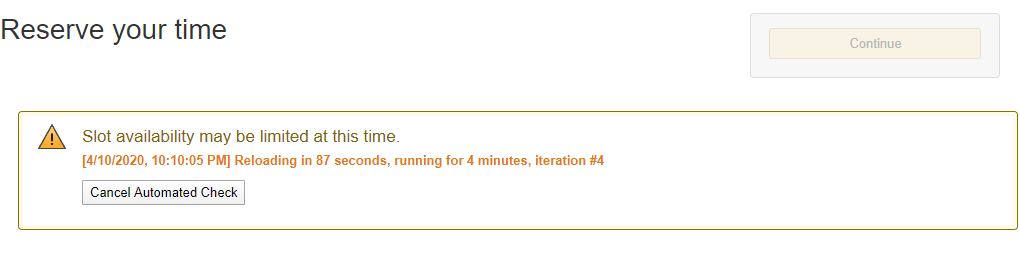 Reserve your time
Continue
Slot availability may be limited at this time.
[4/10/2020, 10:10:05 PM] Reloading in 87 seconds, running for 4 minutes, iteration #4
Cancel Automated Check